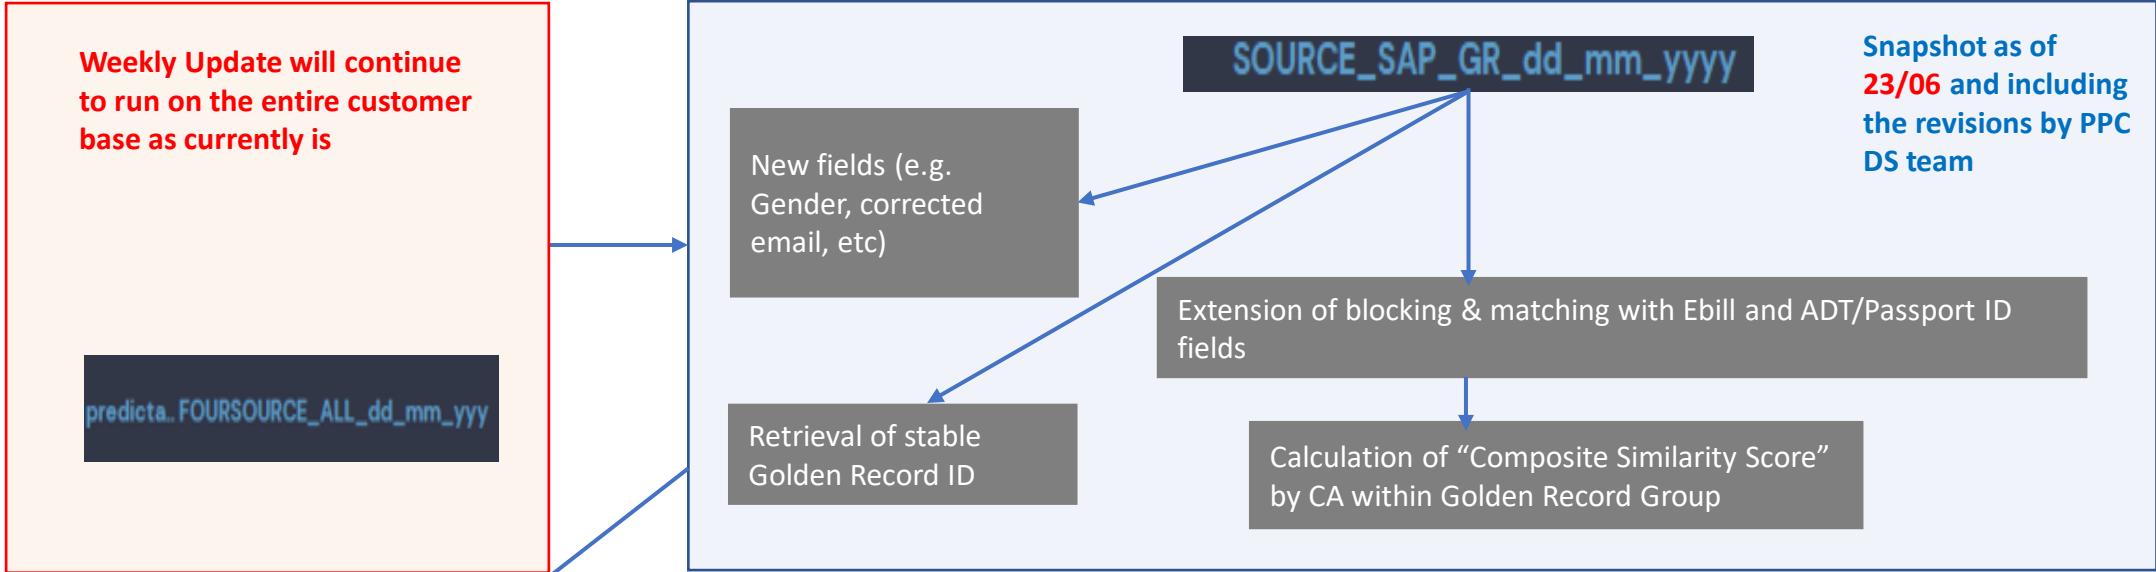 Weekly Update will continue
to run on the entire customer
base as currently is
predicta.. FOURSOURCE_ALL_dd_mm_yyy
SOURCE_SAP_GR_dd_mm_yyyy
Snapshot as of
23/06 and including
the revisions by PPC
DS team
New fields (e.g.
Gender, corrected
email, etc)
Extension of blocking & matching with Ebill and ADT/Passport ID
fields
Retrieval of stable
Golden Record ID
Calculation of “Composite Similarity Score”
by CA within Golden Record Group